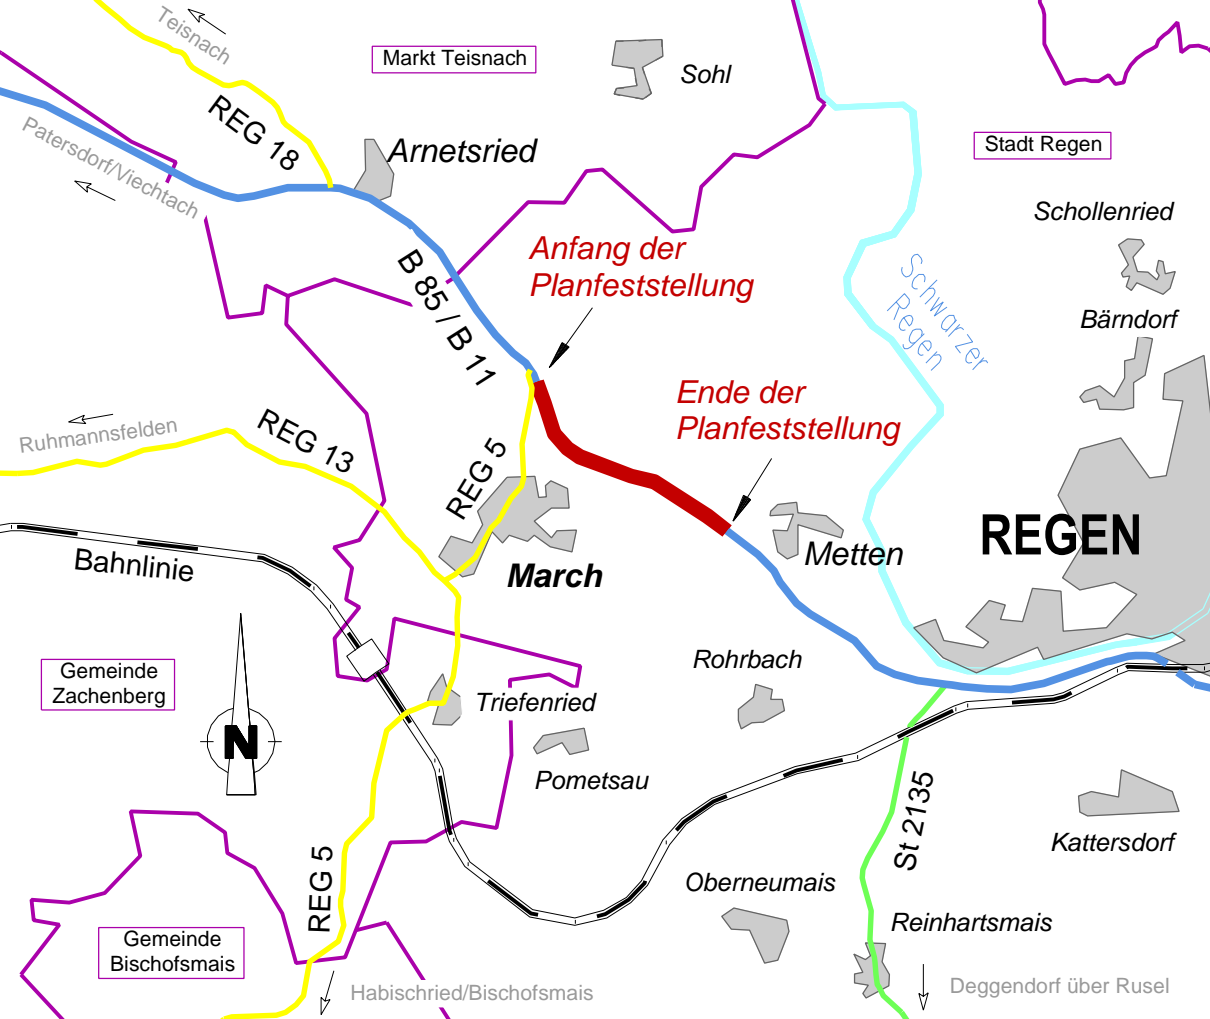 Teisnach
Markt Teisnach
Sohl
REG 18
Patersdorf/Viechtach
Arnetsried
Stadt Regen
Schollenried
Anfang der
Planfeststellung
B 85 / B 11
Schwarzer
Regen
Bärndorf
Ende der
Planfeststellung
Ruhmannsfelden
REG 13
REG 5
Bahnlinie
March
Metten
REGEN
Gemeinde
Zachenberg
Rohrbach
Triefenried
N
Pometsau
St 2135
Kattersdorf
REG 5
Oberneumais
Reinhartsmais
Gemeinde
Bischofsmais
Habischried/Bischofsmais
Deggendorf über Rusel